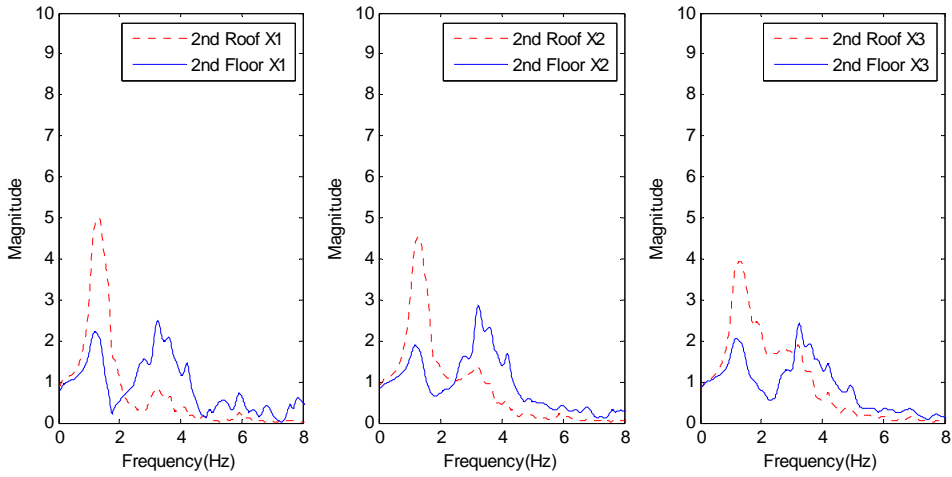 10
9
8
7
6
5
4
3
2
1
0
Magnitude
0 2 4 6 8
Frequency(Hz)
2nd Roof X1
2nd Floor X1
10
9
8
7
6
5
4
3
2
1
0
Magnitude
0 2 4 6 8
Frequency(Hz)
2nd Roof X2
2nd Floor X2
10
9
8
7
6
5
4
3
2
1
0
Magnitude
0 2 4 6 8
Frequency(Hz)
2nd Roof X3
2nd Floor X3